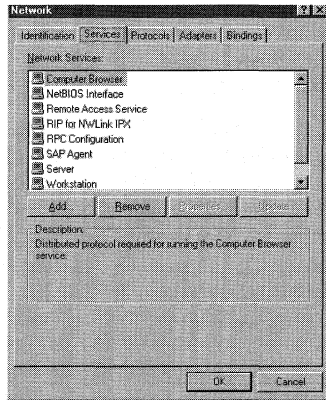 Network
Identification Services Protocols Adapters Bindings
Network Services:
Computer Browser
NetBIOS Interface
Remote Access Service
RIP for NWLink IPX
RPC Configuration
SAP Agent
Server
Workstation
Add... Remove Properties... Update
Description:
Distributed protocol required for running the Computer Browser
service.
OK Cancel